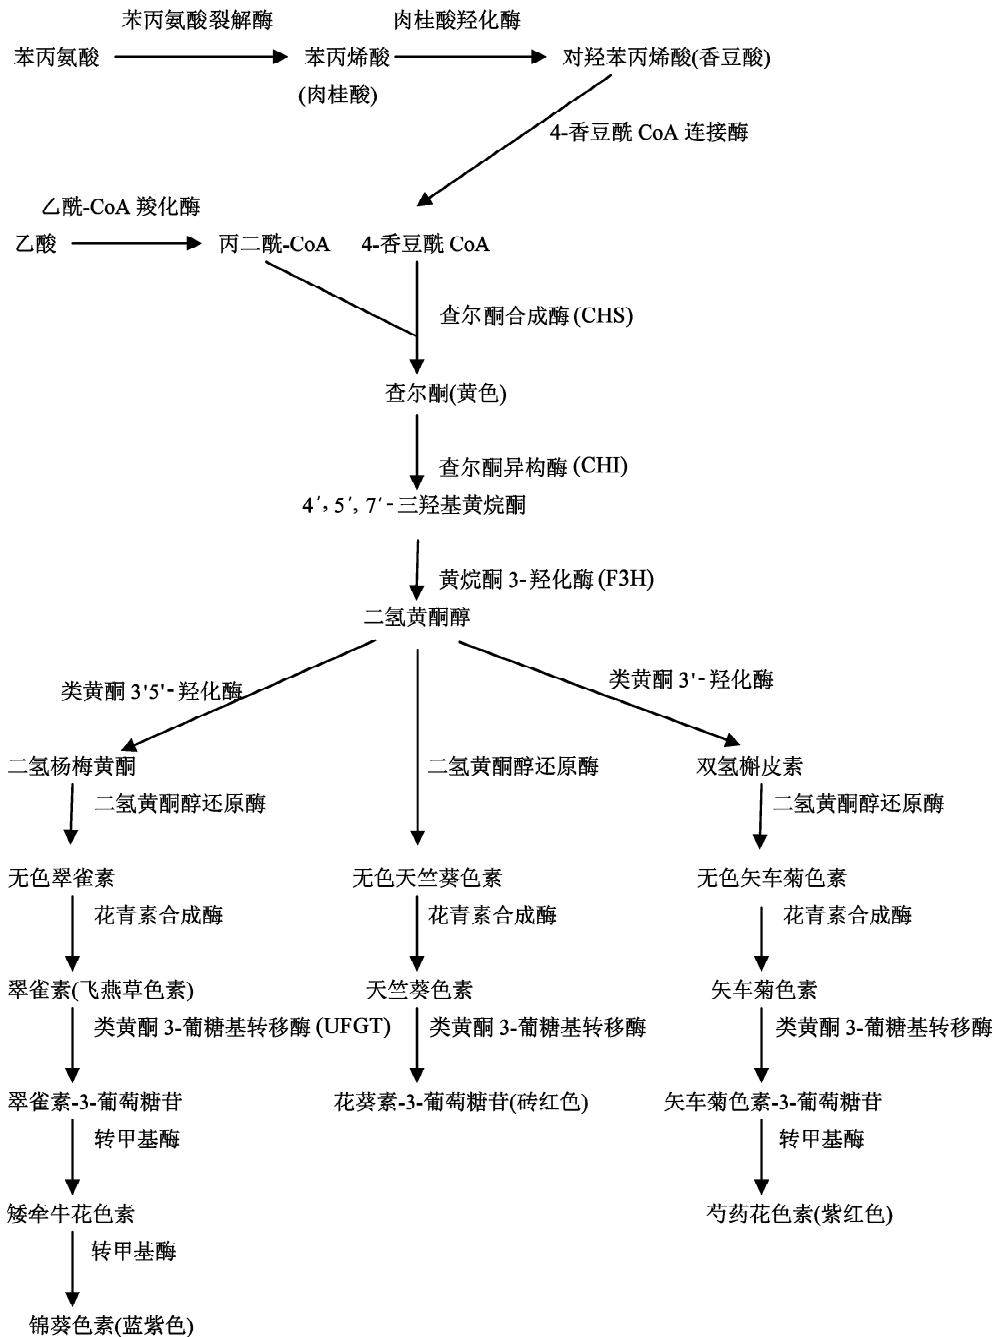 苯丙氨酸裂解酶 肉桂酸羟化酶
苯丙氨酸 苯丙烯酸 对羟苯丙烯酸(香豆酸)
(肉桂酸)
4-香豆酰 CoA 连接酶
乙酰-CoA 羧化酶
乙酸 丙二酰-CoA 4-香豆酰 CoA
查尔酮合成酶(CHS)
查尔酮(黄色)
查尔酮异构酶(CHI)
4′, 5′, 7′-三羟基黄烷酮
黄烷酮 3-羟化酶(F3H)
二氢黄酮醇
类黄酮 3'5'-羟化酶 类黄酮 3'-羟化酶
二氢杨梅黄酮 二氢黄酮醇还原酶 双氢槲皮素
二氢黄酮醇还原酶 二氢黄酮醇还原酶
无色翠雀素 无色天竺葵色素 无色矢车菊色素
花青素合成酶 花青素合成酶 花青素合成酶
翠雀素(飞燕草色素) 天竺葵色素 矢车菊色素
类黄酮 3-葡糖基转移酶(UFGT) 类黄酮 3-葡糖基转移酶 类黄酮 3-葡糖基转移酶
翠雀素-3-葡萄糖苷 花葵素-3-葡萄糖苷(砖红色) 矢车菊色素-3-葡萄糖苷
转甲基酶 转甲基酶
矮牵牛花色素 芍药花色素(紫红色)
转甲基酶
锦葵色素(蓝紫色)